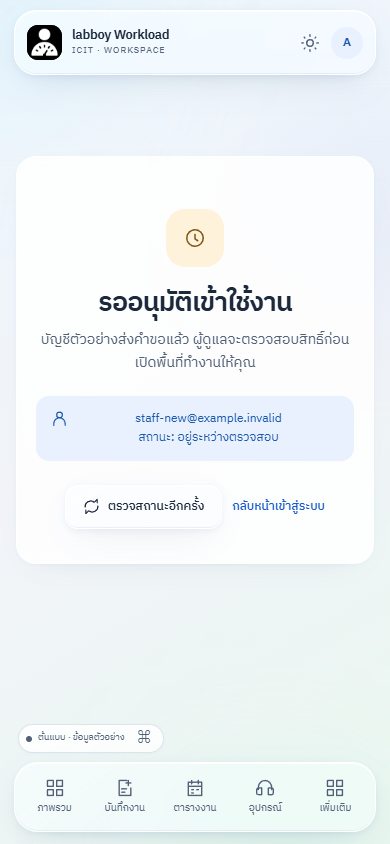 labboy Workload
ICIT · WORKSPACE
A
รออนุมัติเข้าใช้งาน
บัญชีตัวอย่างส่งคำขอแล้ว ผู้ดูแลจะตรวจสอบสิทธิ์ก่อน
เปิดพื้นที่ทำงานให้คุณ
staff-new@example.invalid
สถานะ: อยู่ระหว่างตรวจสอบ
ตรวจสถานะอีกครั้ง กลับหน้าเข้าสู่ระบบ
ต้นแบบ · ข้อมูลตัวอย่าง ⌘
ภาพรวม บันทึกงาน ตารางงาน อุปกรณ์ เพิ่มเติม